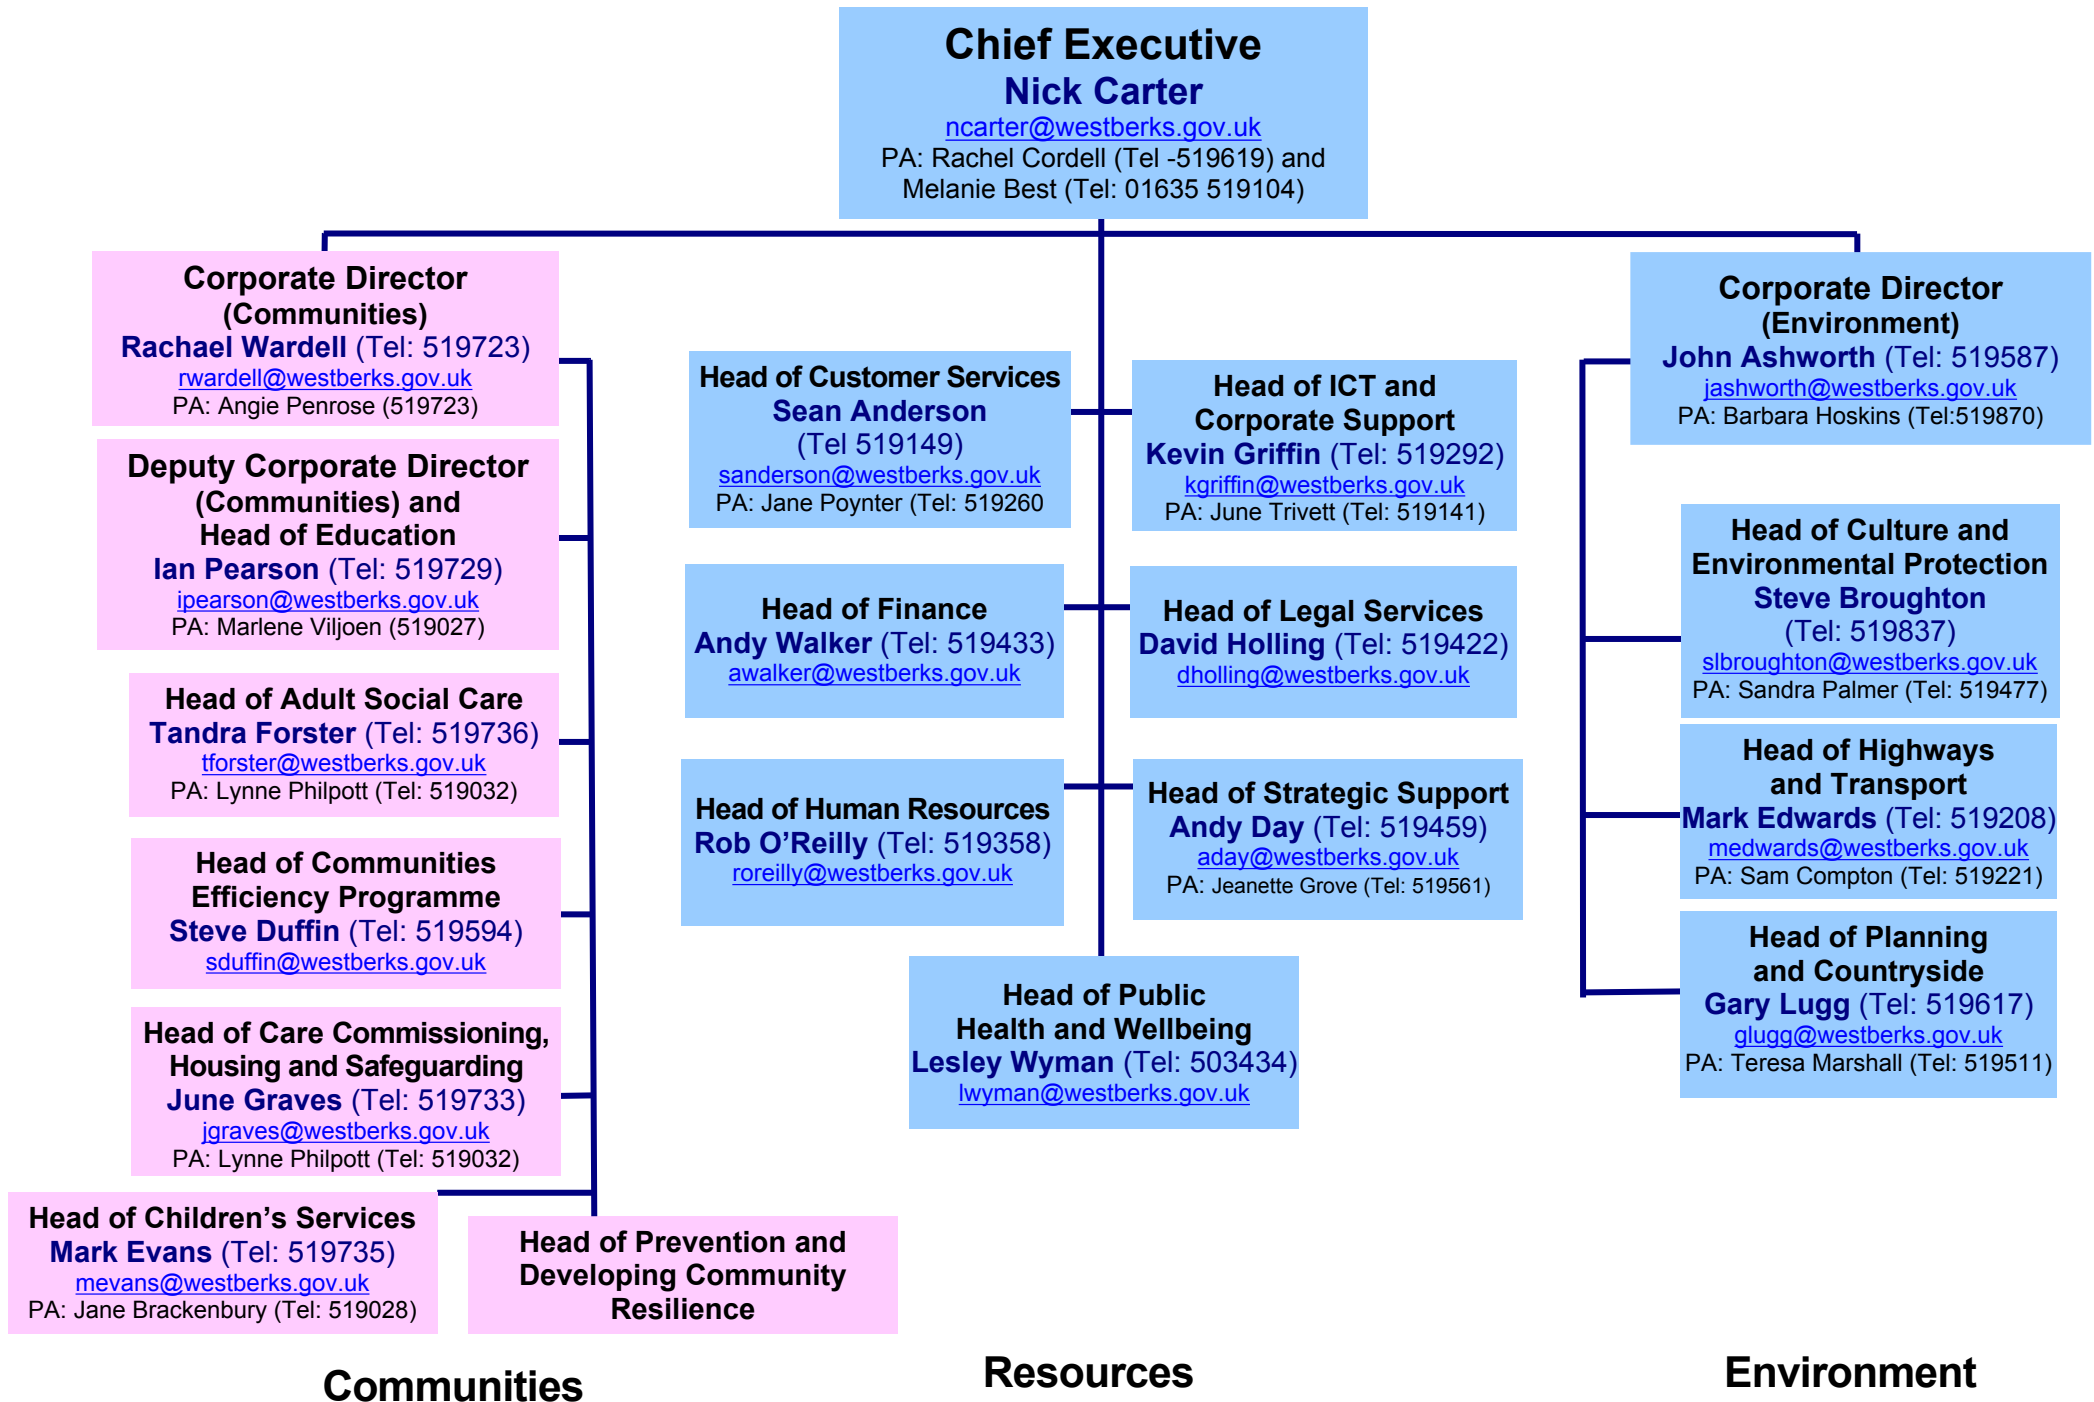 Chief Executive
Nick Carter
ncarter@westberks.gov.uk
PA: Rachel Cordell (Tel -519619) and
Melanie Best (Tel: 01635 519104)
Corporate Director
(Communities)
Rachael Wardell (Tel: 519723)
rwardell@westberks.gov.uk
PA: Angie Penrose (519723)
Deputy Corporate Director
(Communities) and
Head of Education
Ian Pearson (Tel: 519729)
ipearson@westberks.gov.uk
PA: Marlene Viljoen (519027)
Head of Adult Social Care
Tandra Forster (Tel: 519736)
tforster@westberks.gov.uk
PA: Lynne Philpott (Tel: 519032)
Head of Communities
Efficiency Programme
Steve Duffin (Tel: 519594)
sduffin@westberks.gov.uk
Head of Care Commissioning,
Housing and Safeguarding
June Graves (Tel: 519733)
jgraves@westberks.gov.uk
PA: Lynne Philpott (Tel: 519032)
Head of Children’s Services
Mark Evans (Tel: 519735)
mevans@westberks.gov.uk
PA: Jane Brackenbury (Tel: 519028)
Head of Prevention and
Developing Community
Resilience
Communities
Head of Customer Services
Sean Anderson
(Tel 519149)
sanderson@westberks.gov.uk
PA: Jane Poynter (Tel: 519260
Head of ICT and
Corporate Support
Kevin Griffin (Tel: 519292)
kgriffin@westberks.gov.uk
PA: June Trivett (Tel: 519141)
Head of Finance
Andy Walker (Tel: 519433)
awalker@westberks.gov.uk
Head of Legal Services
David Holling (Tel: 519422)
dholling@westberks.gov.uk
Head of Human Resources
Rob O’Reilly (Tel: 519358)
roreilly@westberks.gov.uk
Head of Strategic Support
Andy Day (Tel: 519459)
aday@westberks.gov.uk
PA: Jeanette Grove (Tel: 519561)
Head of Public
Health and Wellbeing
Lesley Wyman (Tel: 503434)
lwyman@westberks.gov.uk
Resources
Corporate Director
(Environment)
John Ashworth (Tel: 519587)
jashworth@westberks.gov.uk
PA: Barbara Hoskins (Tel:519870)
Head of Culture and
Environmental Protection
Steve Broughton
(Tel: 519837)
slbroughton@westberks.gov.uk
PA: Sandra Palmer (Tel: 519477)
Head of Highways
and Transport
Mark Edwards (Tel: 519208)
medwards@westberks.gov.uk
PA: Sam Compton (Tel: 519221)
Head of Planning
and Countryside
Gary Lugg (Tel: 519617)
glugg@westberks.gov.uk
PA: Teresa Marshall (Tel: 519511)
Environment